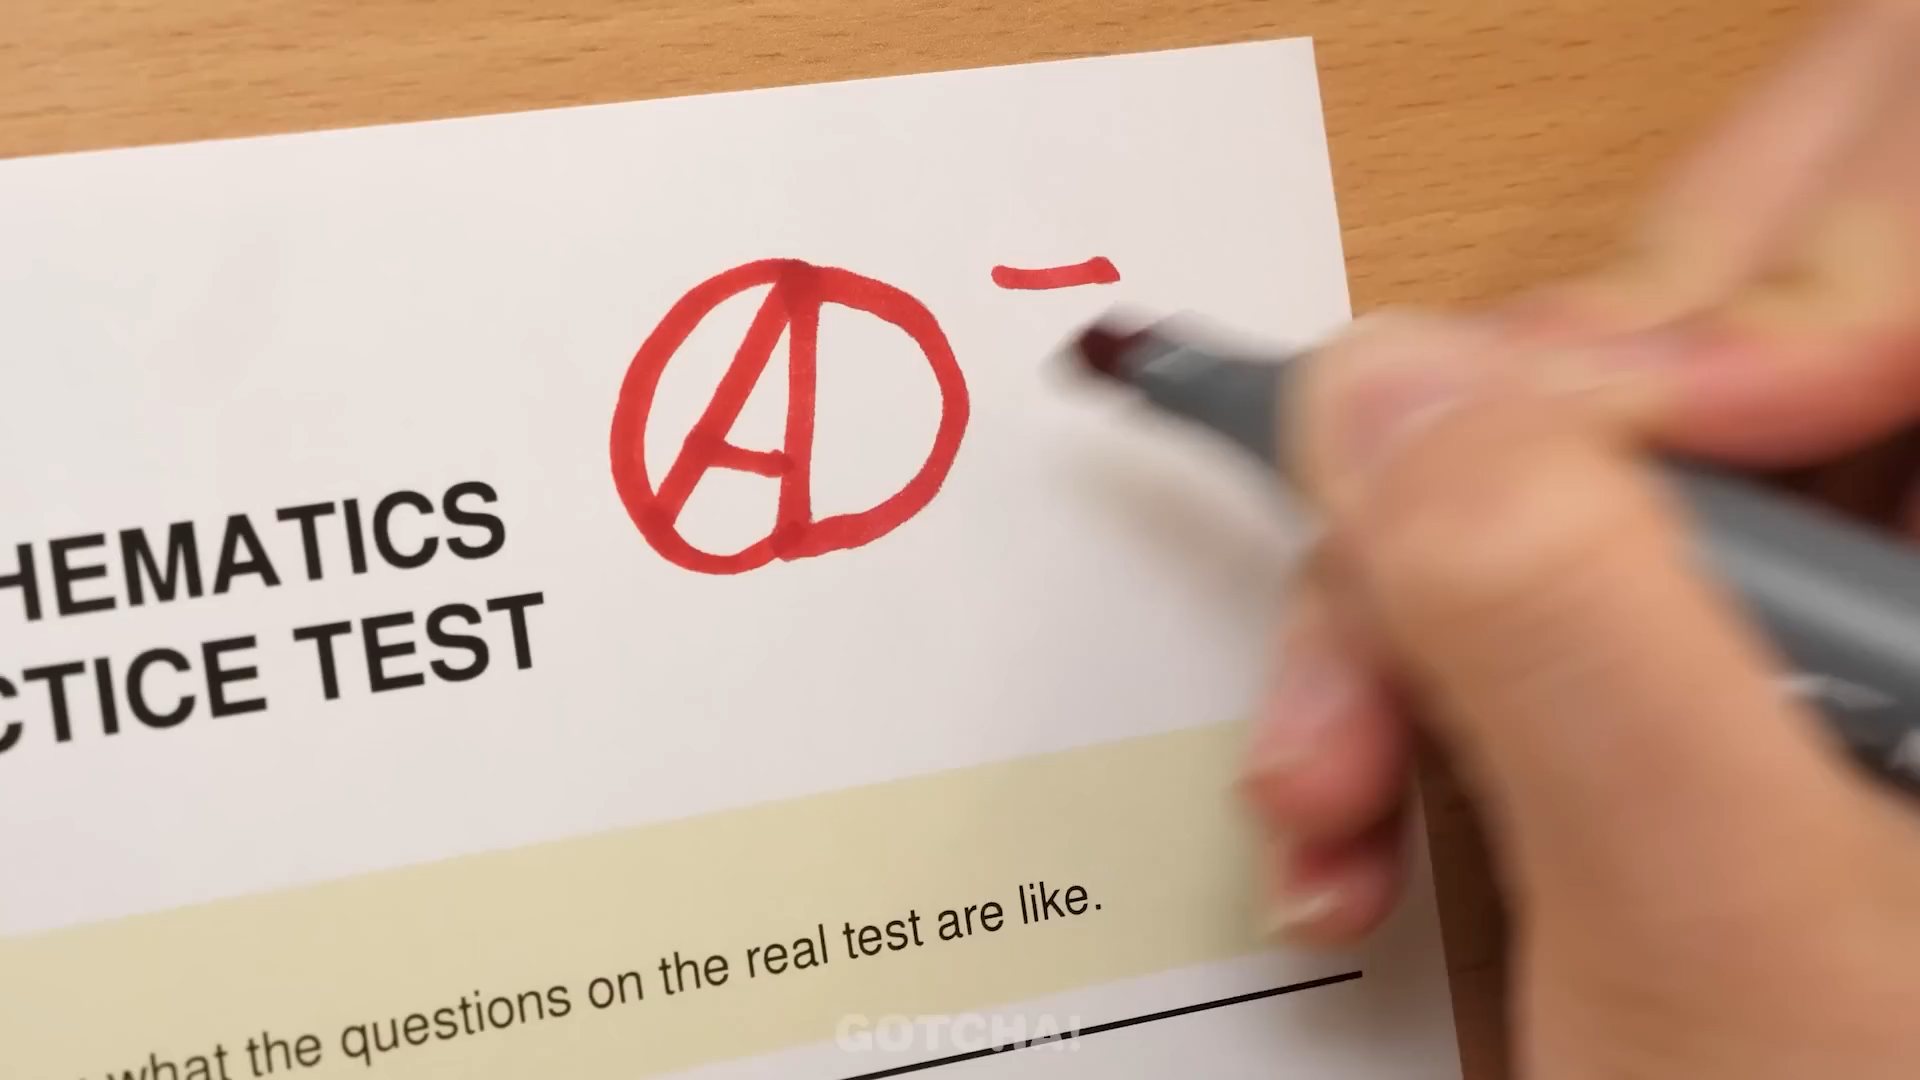 A-
HEMATICS
CTICE TEST
what the questions on the real test are like.
GOTCHA!